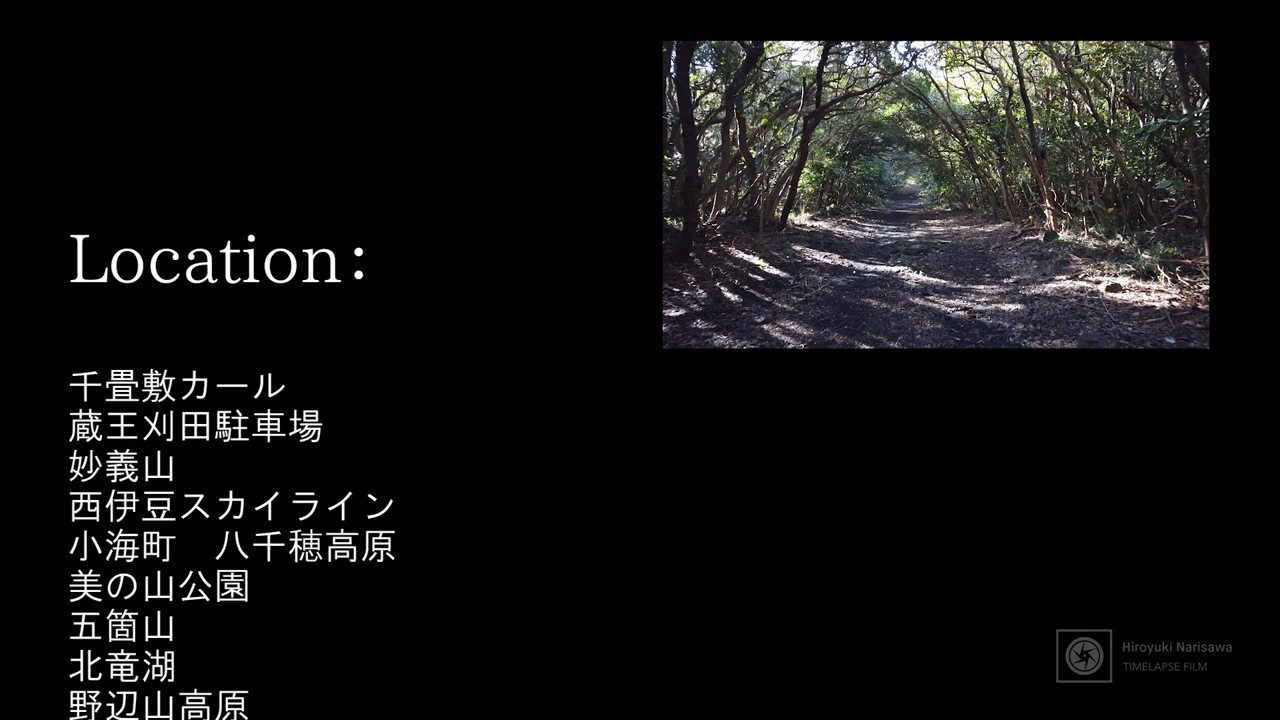 Location:
千畳敷カール
蔵王刈田駐車場
妙義山
西伊豆スカイライン
小海町　八千穂高原
美の山公園
五箇山
北竜湖
野辺山高原
Hiroyuki Narisawa
TIMELAPSE FILM